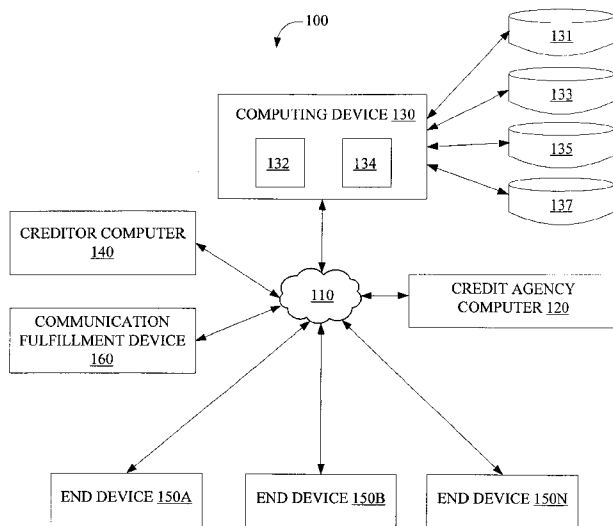 100
131
133
135
137
COMPUTING DEVICE 130
132
134
CREDITOR COMPUTER
140
110
CREDIT AGENCY
COMPUTER 120
COMMUNICATION
FULFILLMENT DEVICE
160
END DEVICE 150A
END DEVICE 150B
END DEVICE 150N